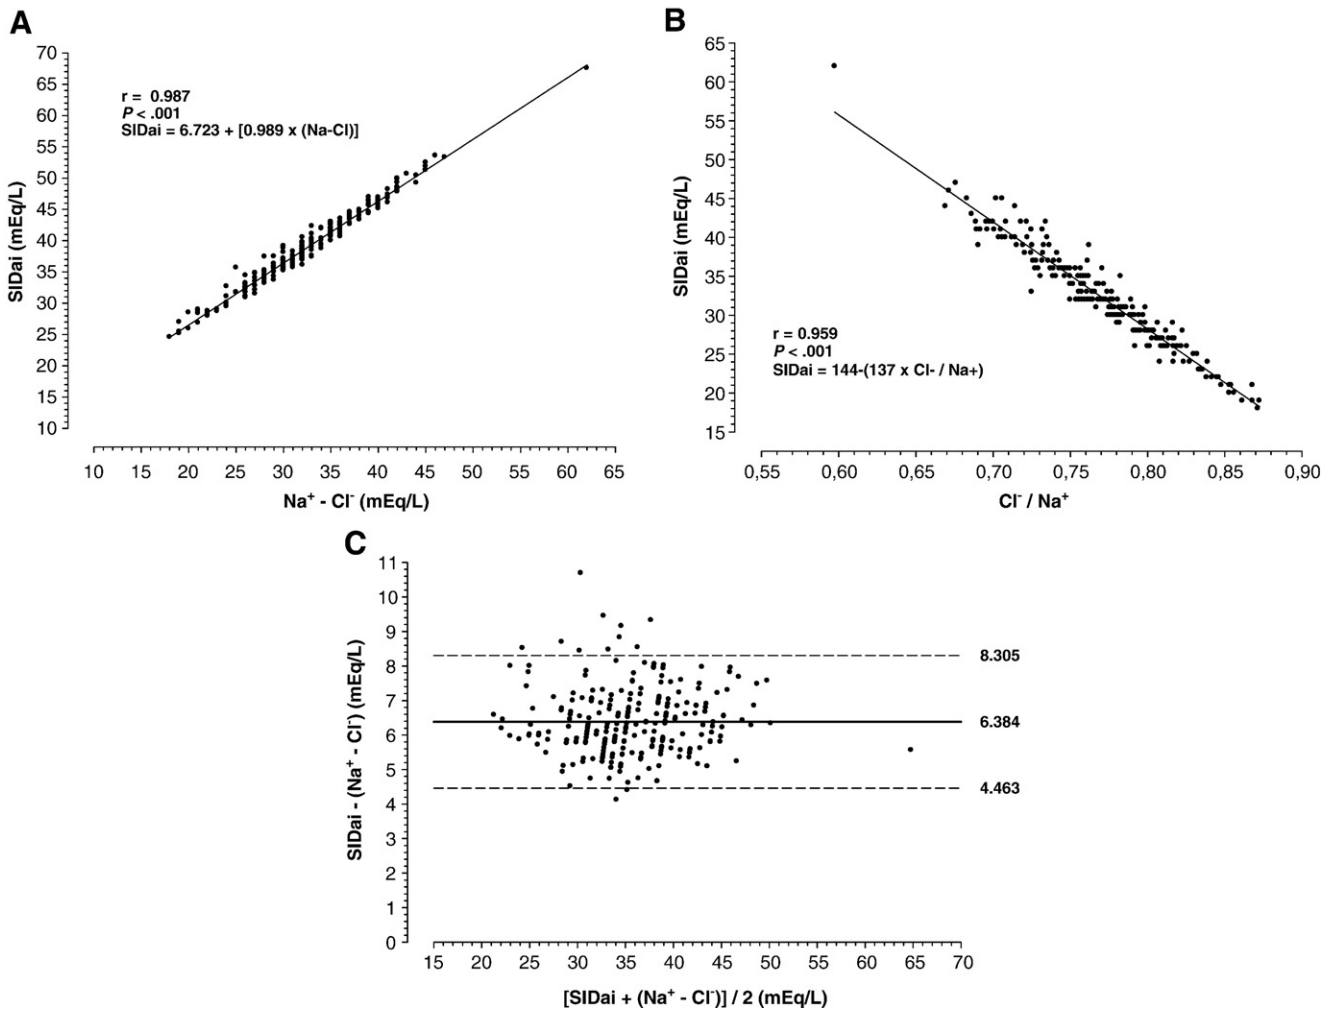 A
70
65
60
55
50
45
40
35
30
25
20
15
10
SIDai (mEq/L)
r = 0.987
P < .001
SIDai = 6.723 + [0.989 x (Na-Cl)]
10 15 20 25 30 35 40 45 50 55 60 65
Na⁺ - Cl⁻ (mEq/L)
B
65
60
55
50
45
40
35
30
25
20
15
SIDai (mEq/L)
r = 0.959
P < .001
SIDai = 144-(137 x Cl- / Na+)
0,55 0,60 0,65 0,70 0,75 0,80 0,85 0,90
Cl⁻ / Na⁺
C
11
10
9
8
7
6
5
4
3
2
1
0
SIDai - (Na⁺ - Cl⁻) (mEq/L)
8.305
6.384
4.463
15 20 25 30 35 40 45 50 55 60 65 70
[SIDai + (Na⁺ - Cl⁻)] / 2 (mEq/L)